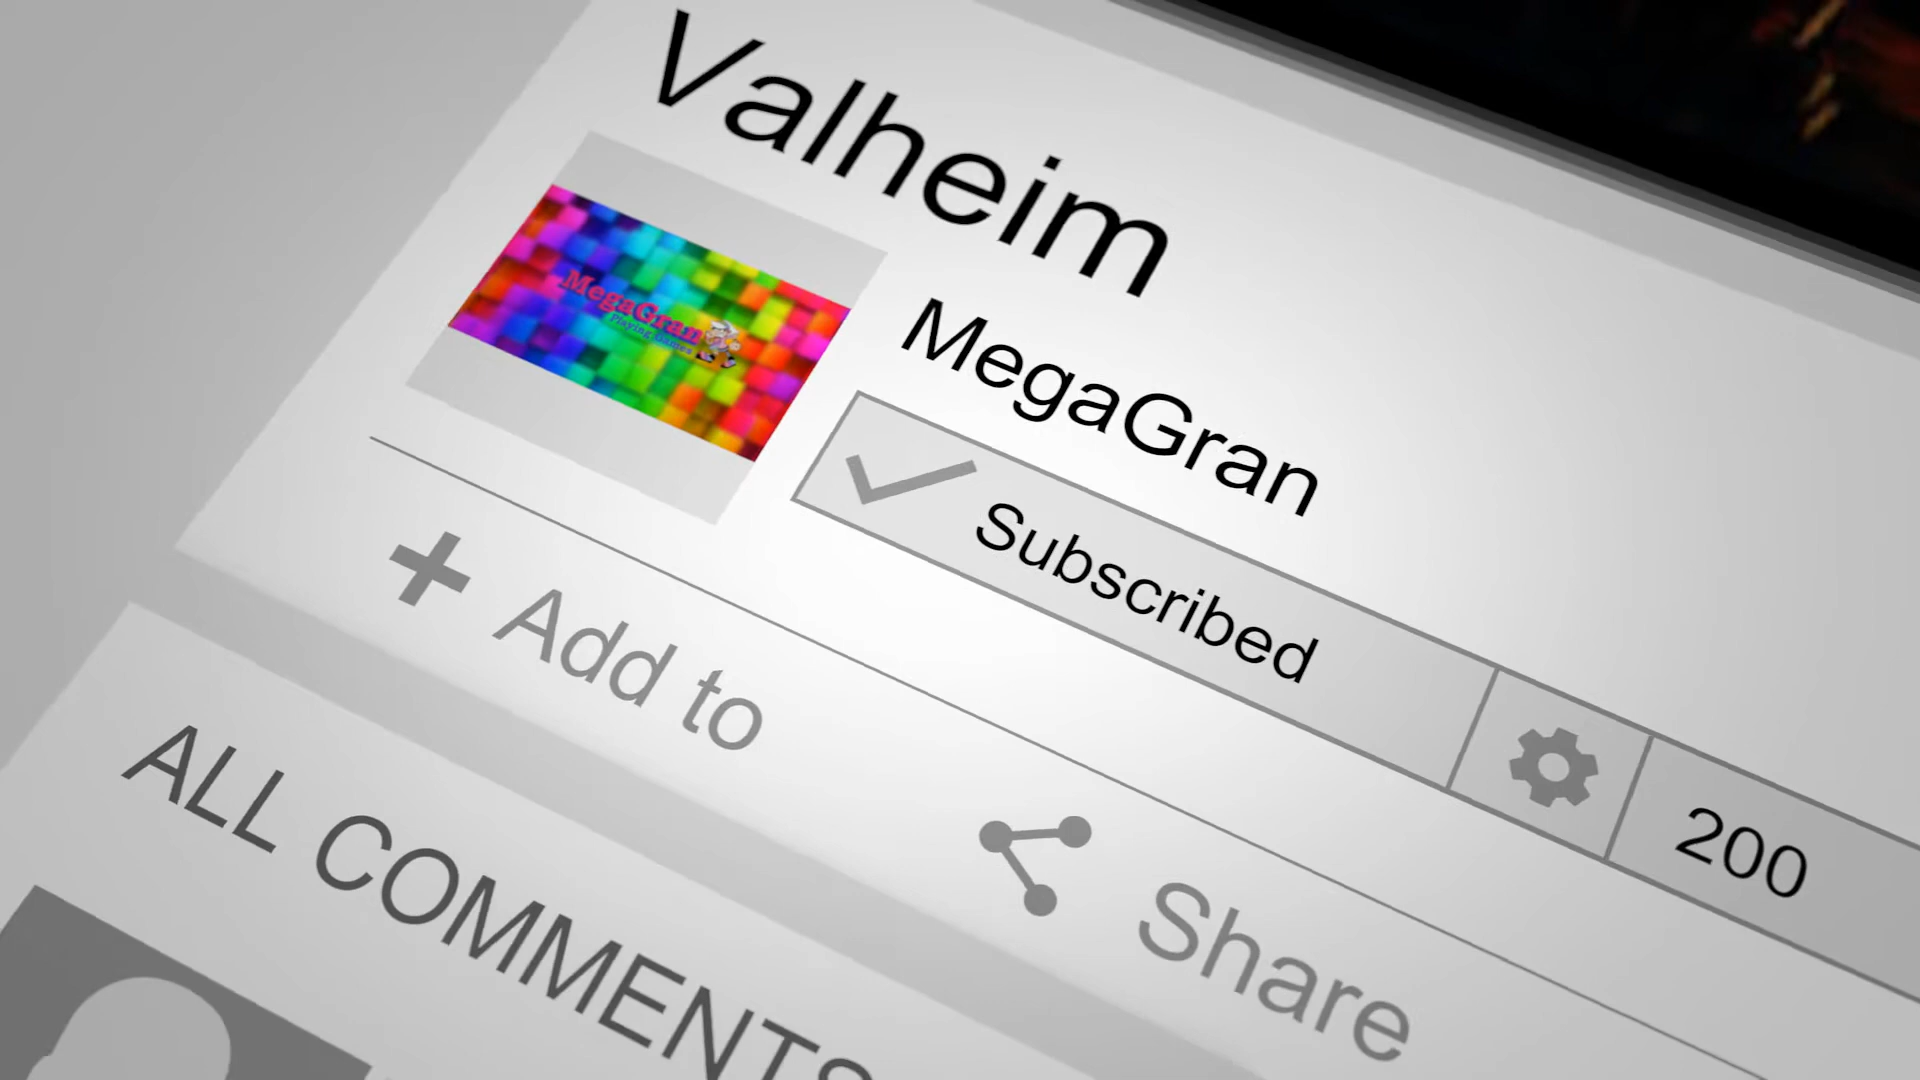 Valheim
MegaGran
Playing Games
MegaGran
Subscribed
200
Add to
Share
ALL COMMENTS